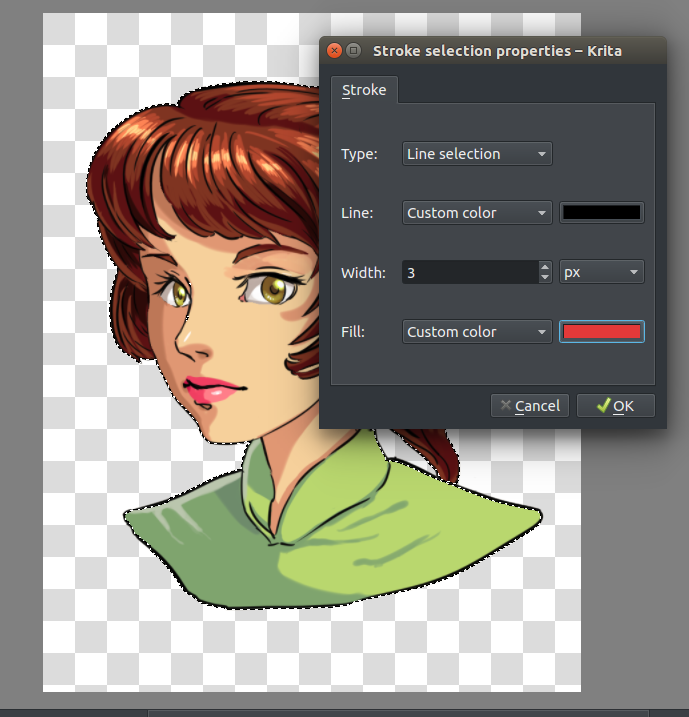 Stroke selection properties – Krita
Stroke
Type: Line selection
Line: Custom color
Width: 3 px
Fill: Custom color
Cancel OK